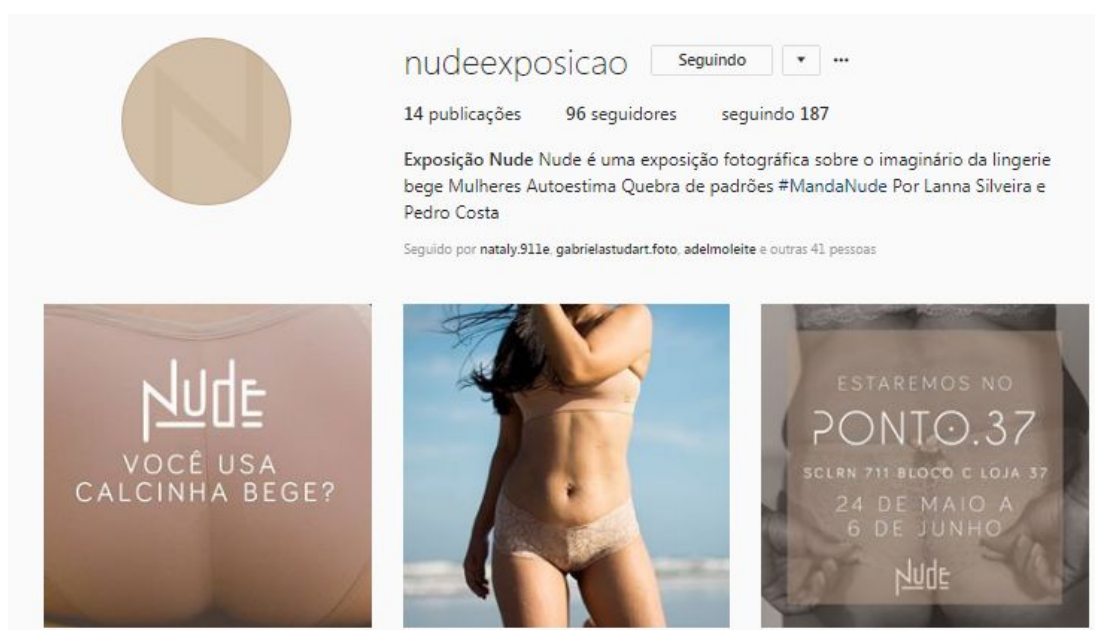 nudeexposicao Seguindo
14 publicações 96 seguidores seguindo 187
Exposição Nude Nude é uma exposição fotográfica sobre o imaginário da lingerie
bege Mulheres Autoestima Quebra de padrões #MandaNude Por Lanna Silveira e
Pedro Costa
Seguido por nataly.911e, gabrielastudart.foto, adelmoleite e outras 41 pessoas
NUdE
VOCÊ USA
CALCINHA BEGE?
ESTAREMOS NO
PONTO.37
SCLRN 711 BLOCO C LOJA 37
24 DE MAIO A
6 DE JUNHO
NUdE